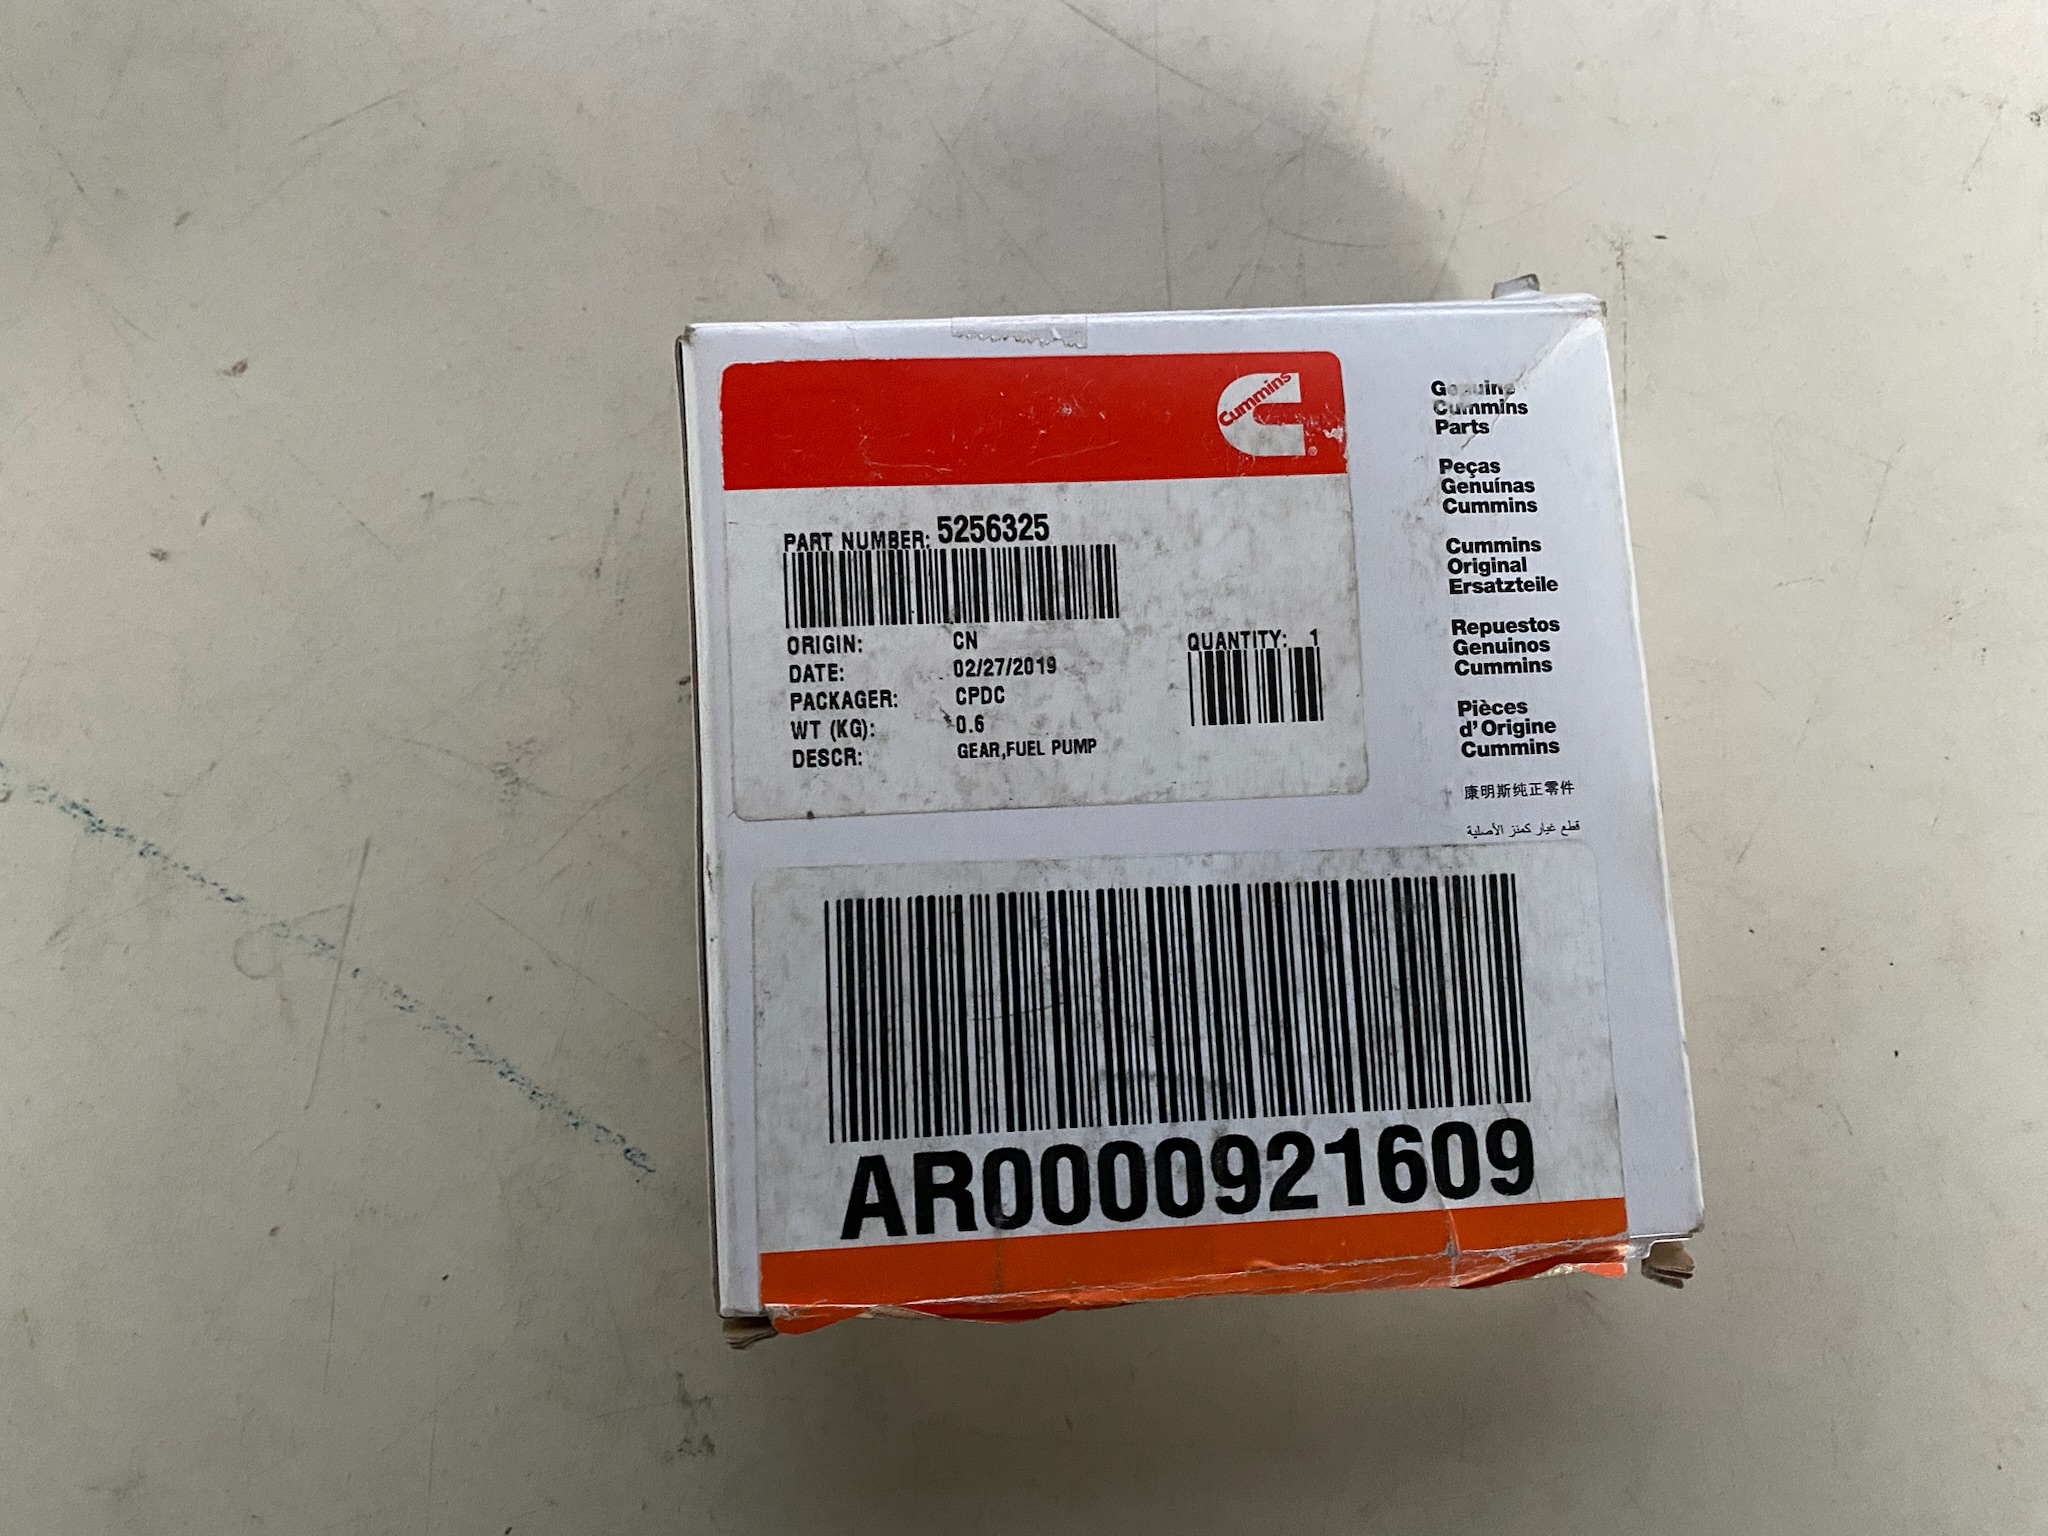 Cummins
®
PART NUMBER: 5256325
ORIGIN: CN
QUANTITY: 1
DATE: 02/27/2019
PACKAGER: CPDC
WT (KG): 0.6
DESCR: GEAR,FUEL PUMP
Genuine
Cummins
Parts
Peças
Genuínas
Cummins
Cummins
Original
Ersatzteile
Repuestos
Genuinos
Cummins
Pièces
d'Origine
Cummins
康明斯纯正零件
قطع غيار كمنز الأصلية
AR0000921609